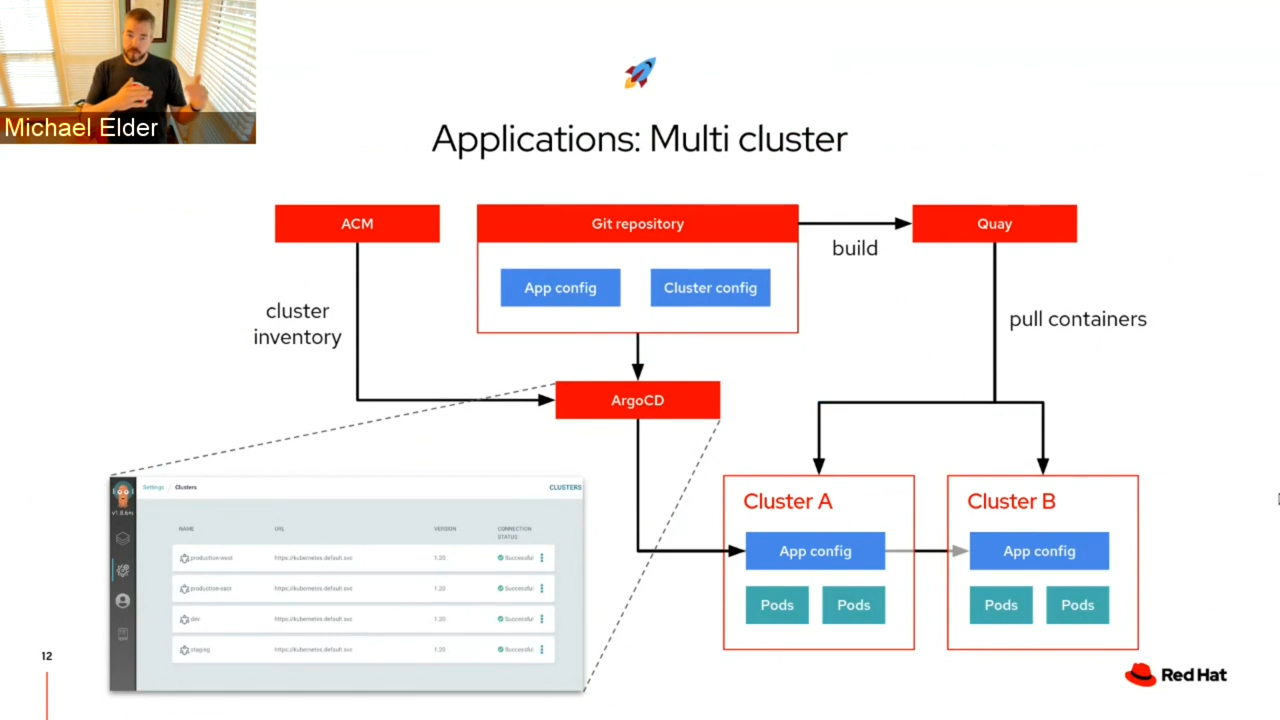 Michael Elder
Applications: Multi cluster
ACM
Git repository
Quay
build
App config
Cluster config
cluster
inventory
pull containers
ArgoCD
Settings / Clusters
CLUSTERS
NAME
URL
VERSION
CONNECTION
STATUS
production-west
https://kubernetes.default.svc
1.20
Successful
production-east
https://kubernetes.default.svc
1.20
Successful
dev
https://kubernetes.default.svc
1.20
Successful
staging
https://kubernetes.default.svc
1.20
Successful
Cluster A
App config
Pods
Pods
Cluster B
App config
Pods
Pods
12
Red Hat